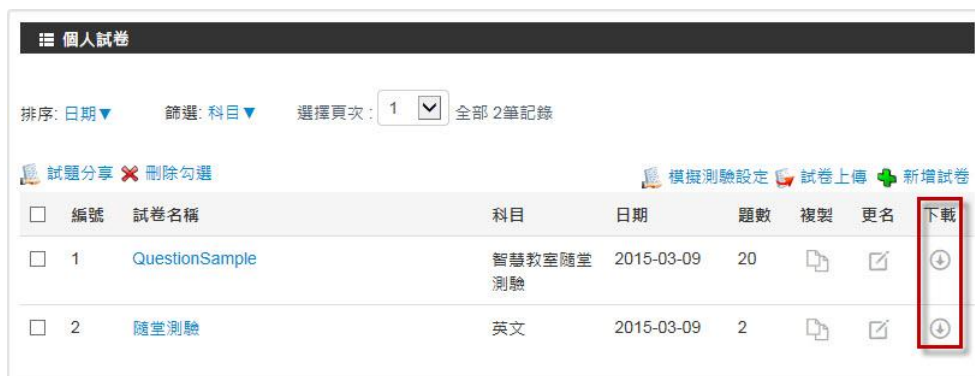 個人試卷
排序: 日期▼ 篩選: 科目▼ 選擇頁次 : 1 全部 2筆記錄
試題分享 刪除勾選 模擬測驗設定 試卷上傳 新增試卷
編號 試卷名稱 科目 日期 題數 複製 更名 下載
1 QuestionSample 智慧教室隨堂測驗 2015-03-09 20
2 隨堂測驗 英文 2015-03-09 2